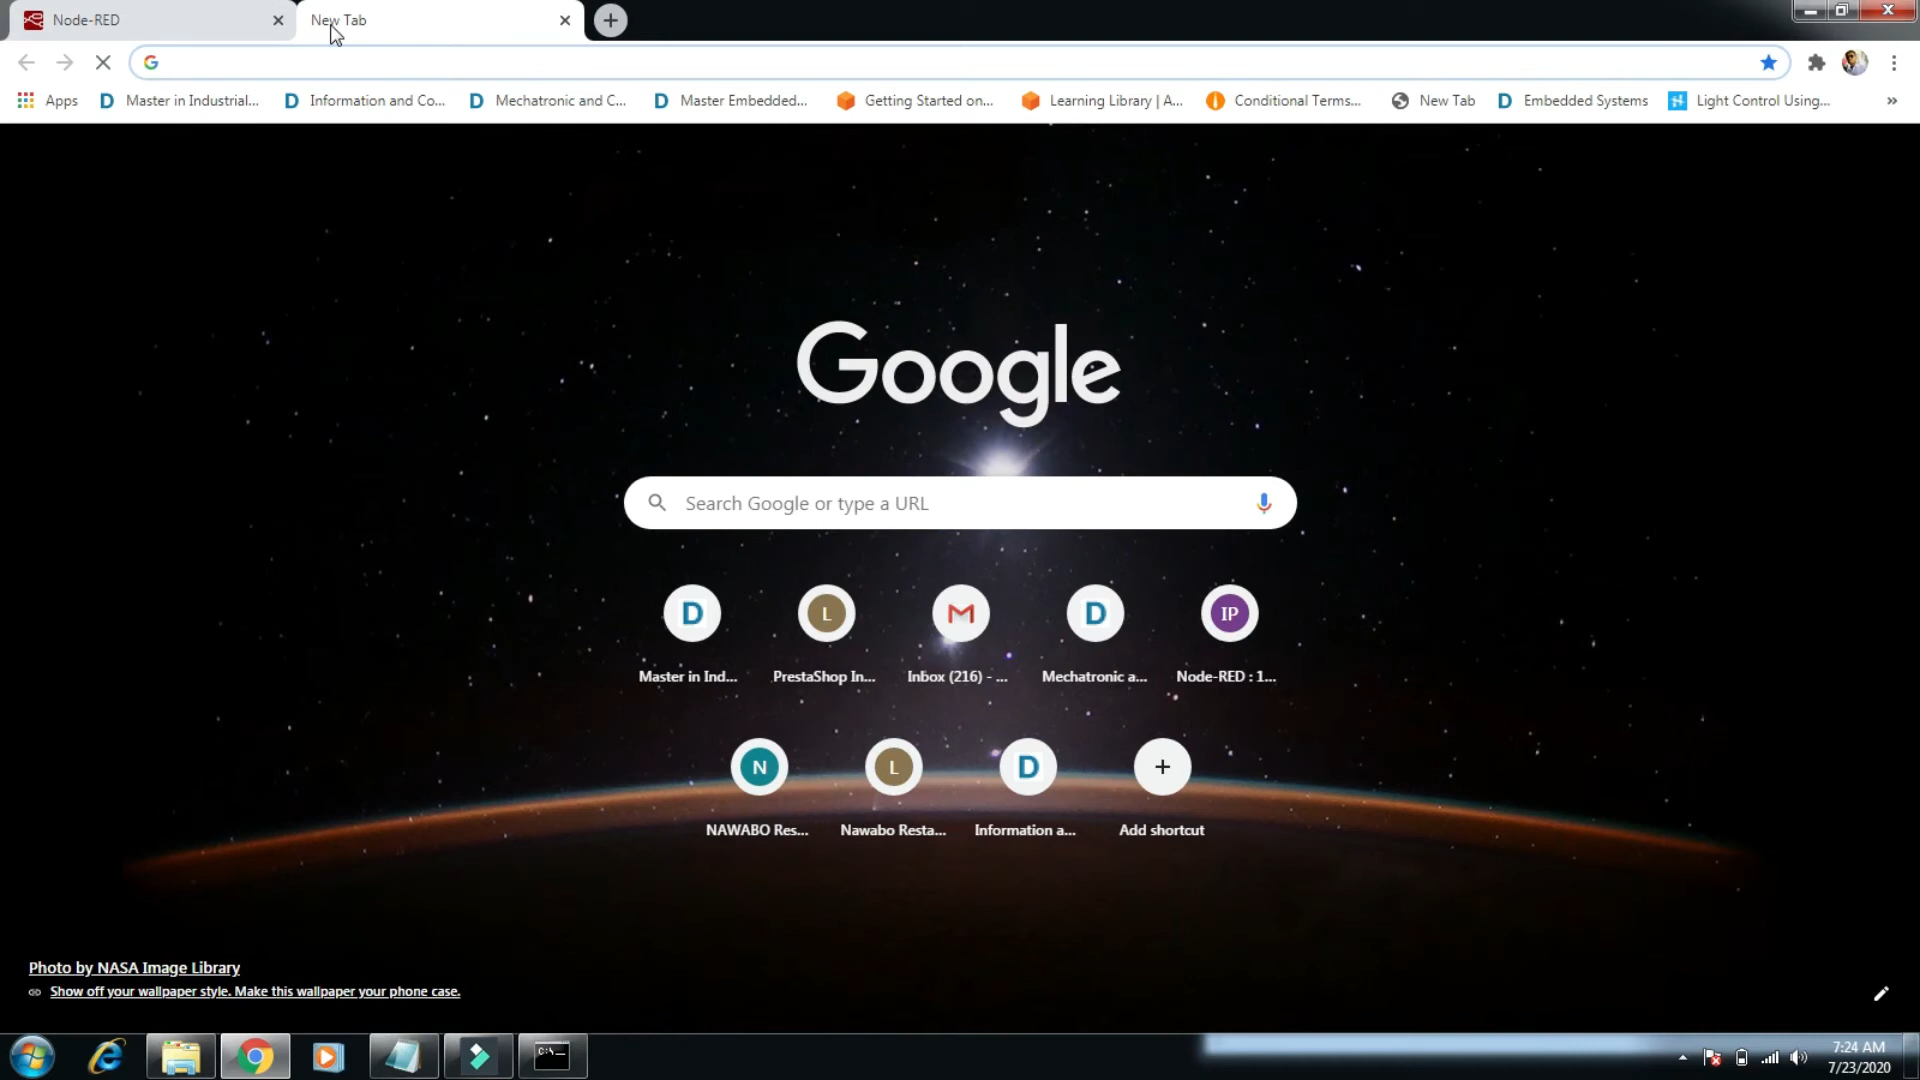 Node-RED
New Tab
Apps
Master in Industrial...
Information and Co...
Mechatronic and C...
Master Embedded...
Getting Started on...
Learning Library | A...
Conditional Terms...
New Tab
Embedded Systems
Light Control Using...
»
Google
Search Google or type a URL
D
L
D
IP
Master in Ind...
PrestaShop In...
Inbox (216) - ...
Mechatronic a...
Node-RED : 1...
N
L
D
NAWABO Res...
Nawabo Resta...
Information a...
Add shortcut
Photo by NASA Image Library
Show off your wallpaper style. Make this wallpaper your phone case.
7:24 AM
7/23/2020